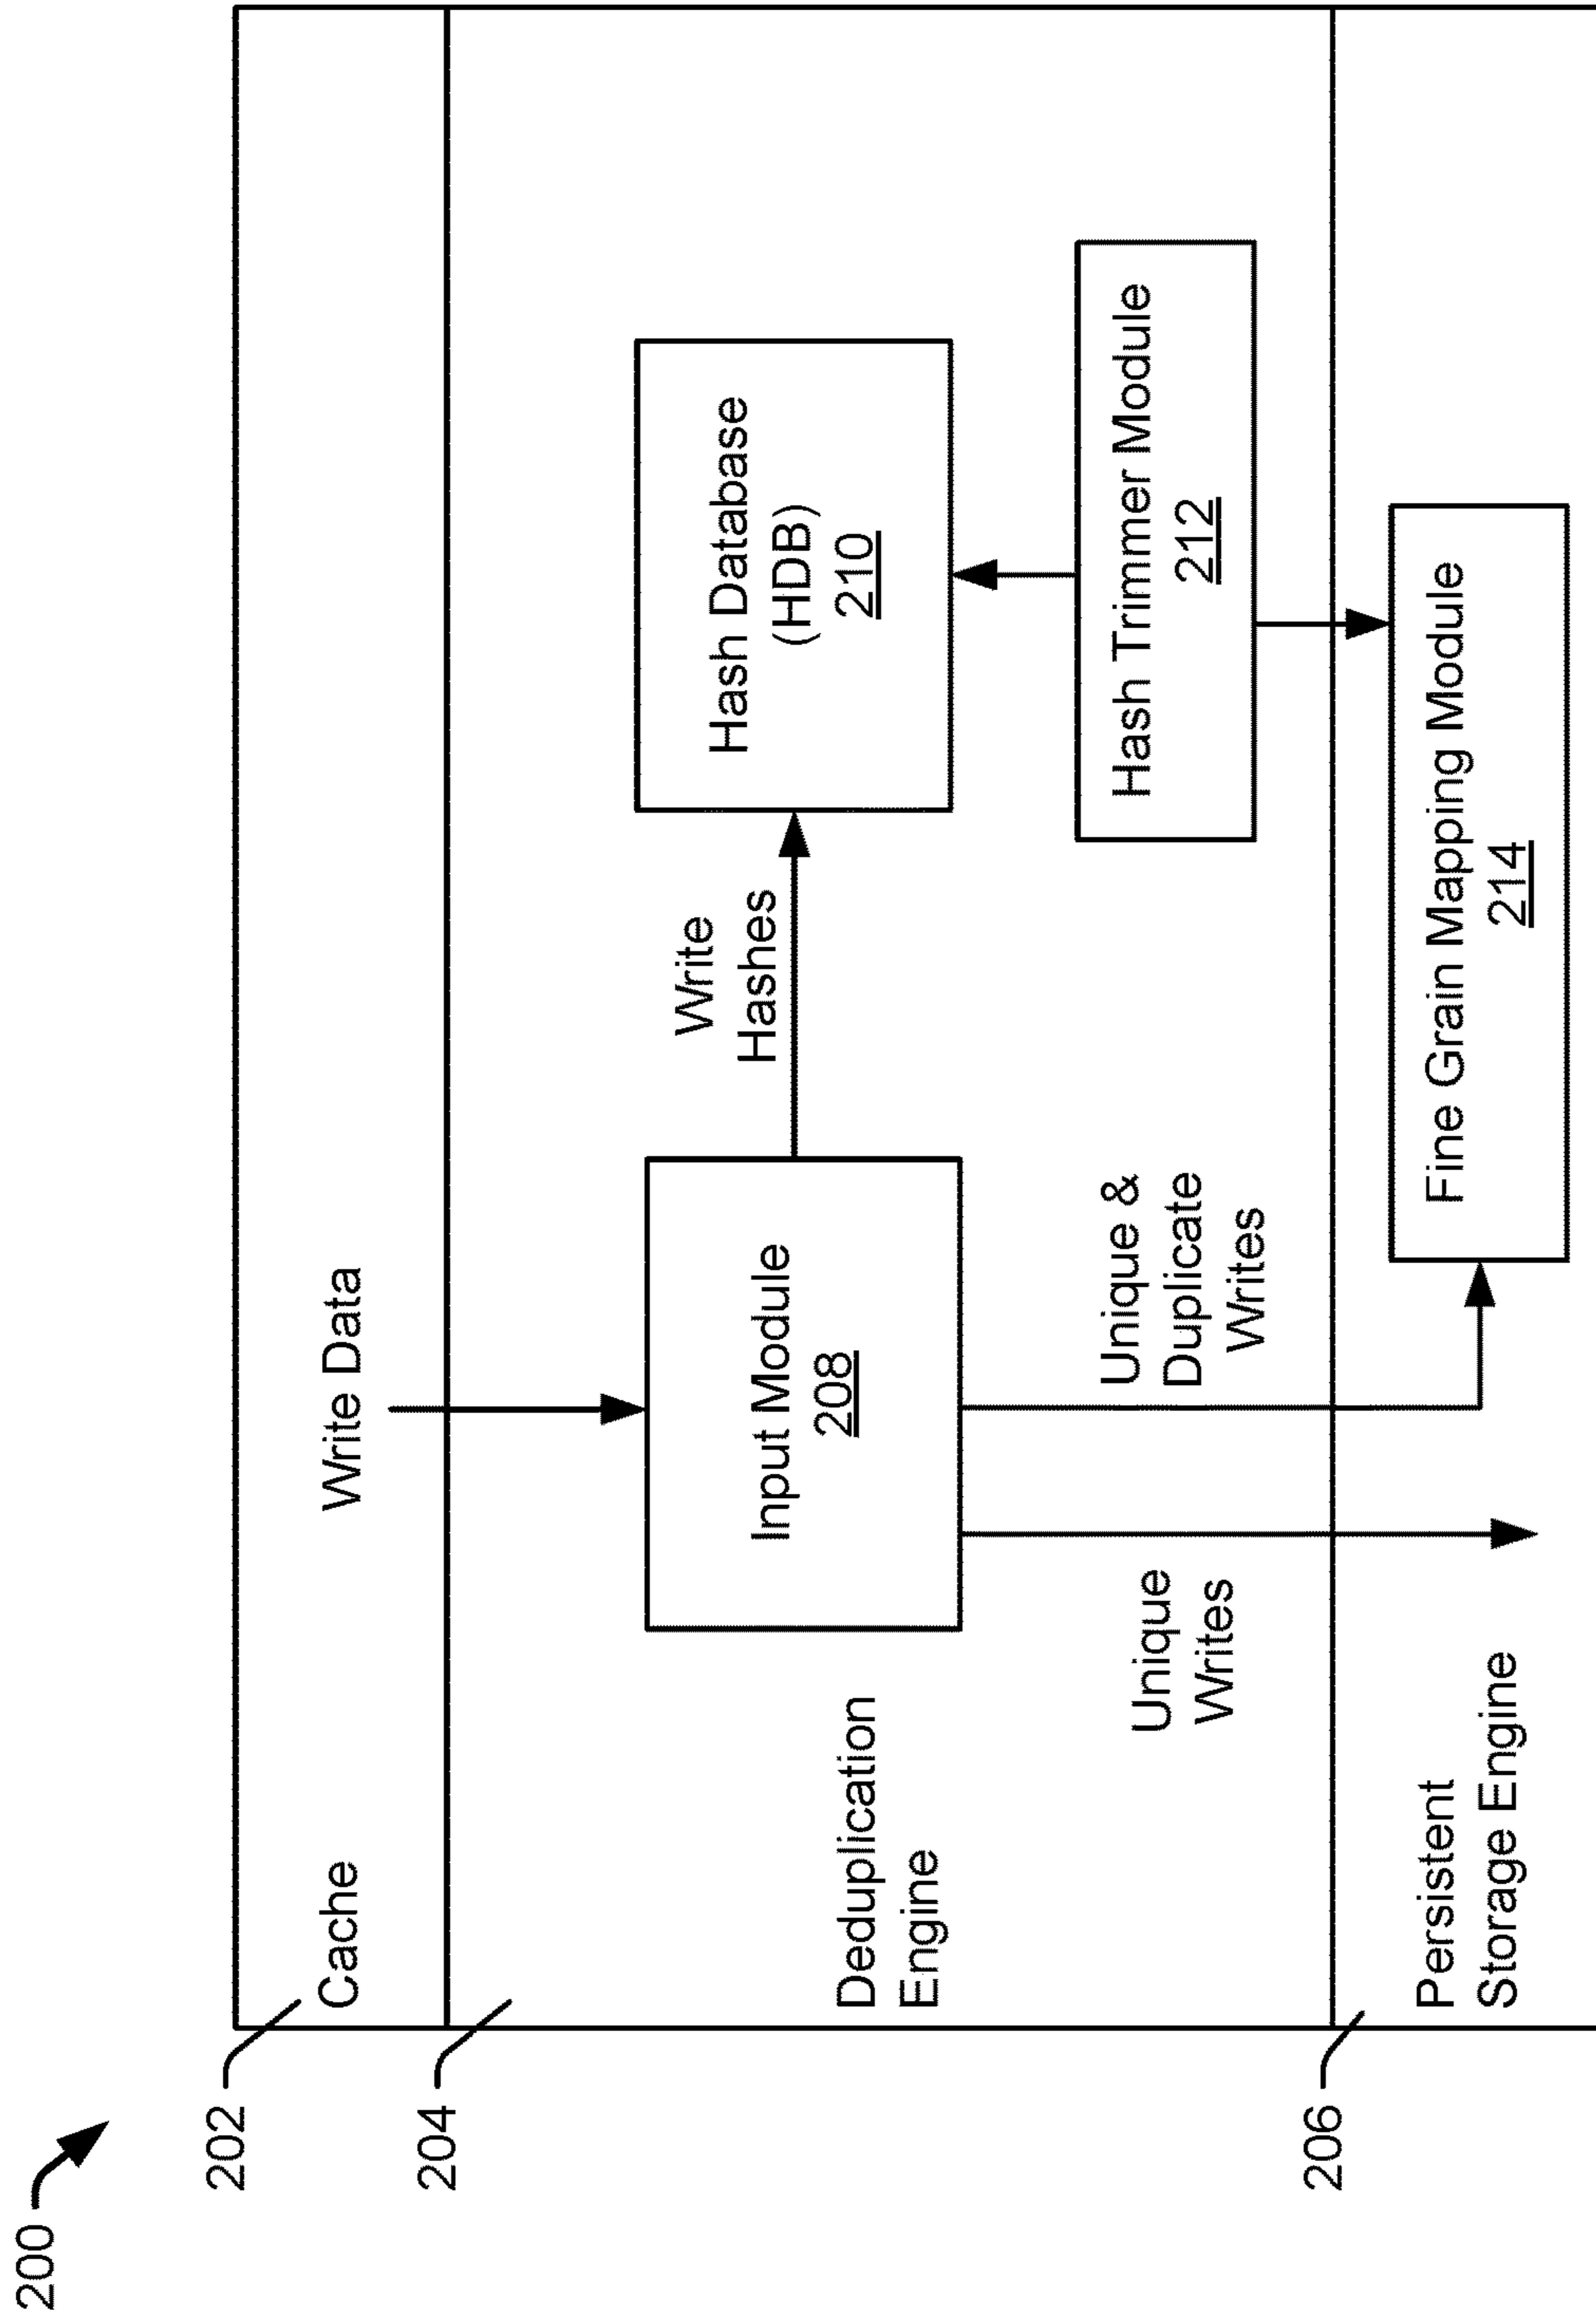 200
202
Cache
Write Data
204
Deduplication
Engine
Input Module
208
Write
Hashes
Hash Database
(HDB)
210
Unique
Writes
Unique &
Duplicate
Writes
Hash Trimmer Module
212
206
Persistent
Storage Engine
Fine Grain Mapping Module
214